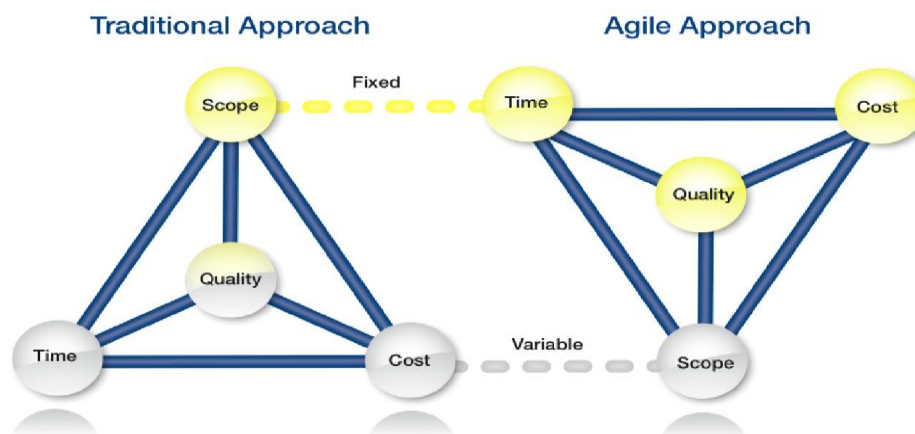 Traditional Approach
Agile Approach
Fixed
Scope
Time
Cost
Quality
Quality
Time
Cost
Variable
Scope